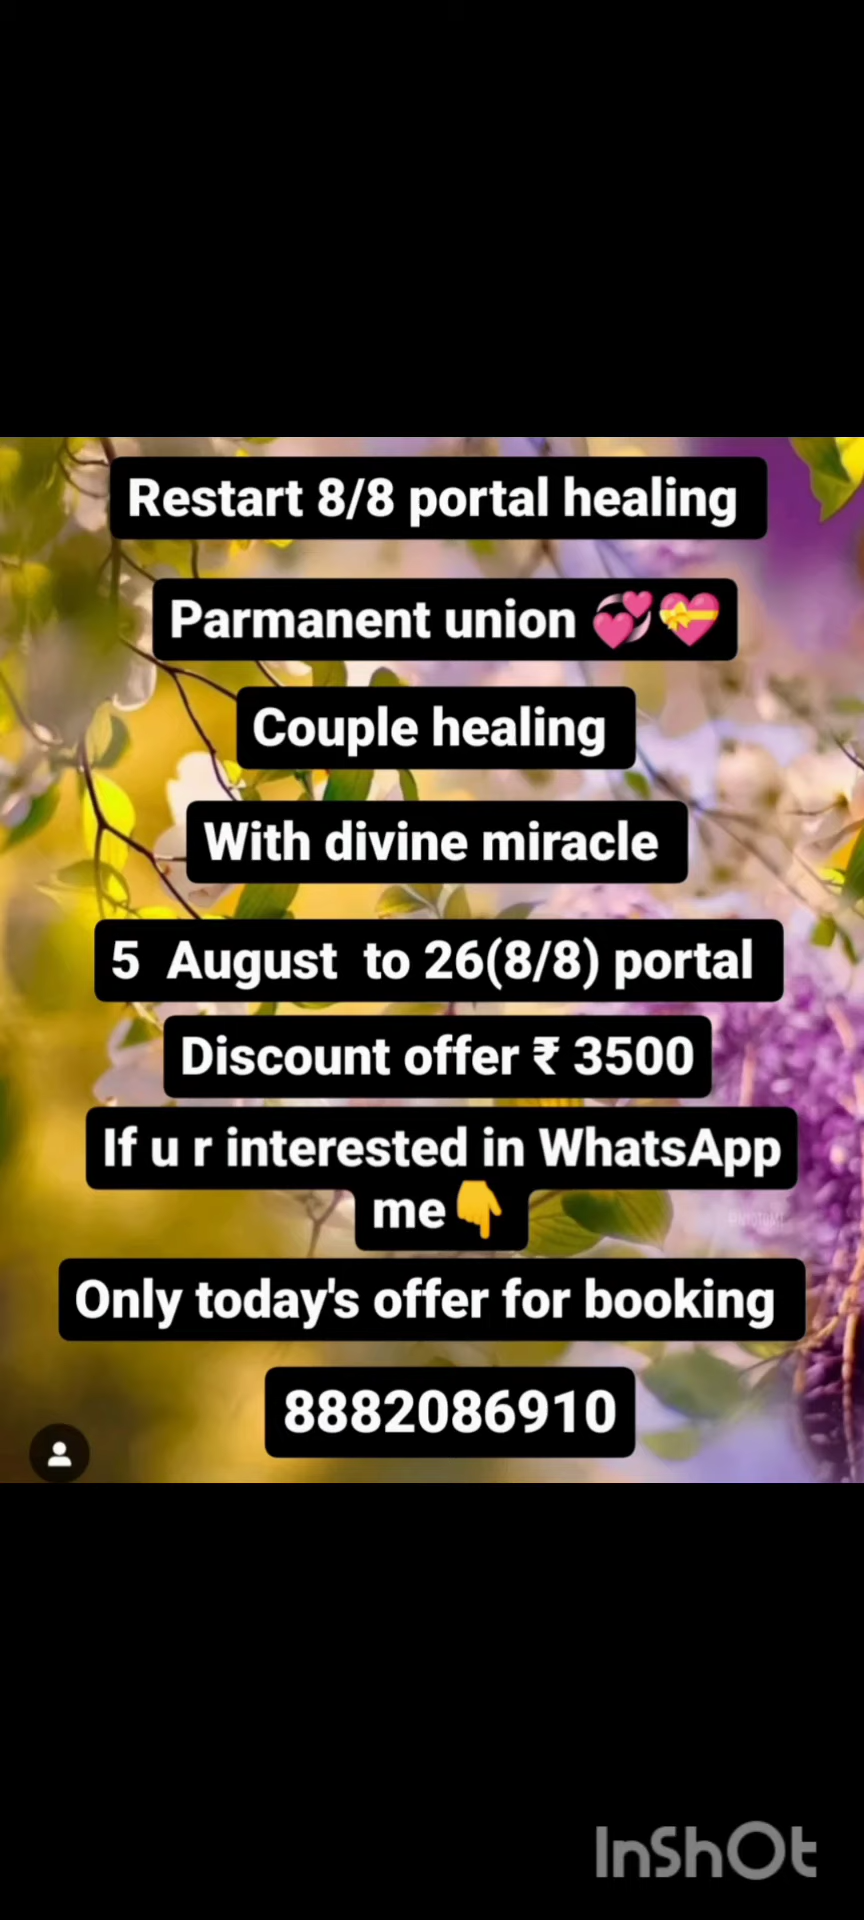 Restart 8/8 portal healing
Parmanent union 💞💝
Couple healing
With divine miracle
5 August to 26(8/8) portal
Discount offer ₹ 3500
If u r interested in WhatsApp
me👇
Only today's offer for booking
8882086910
InShOt